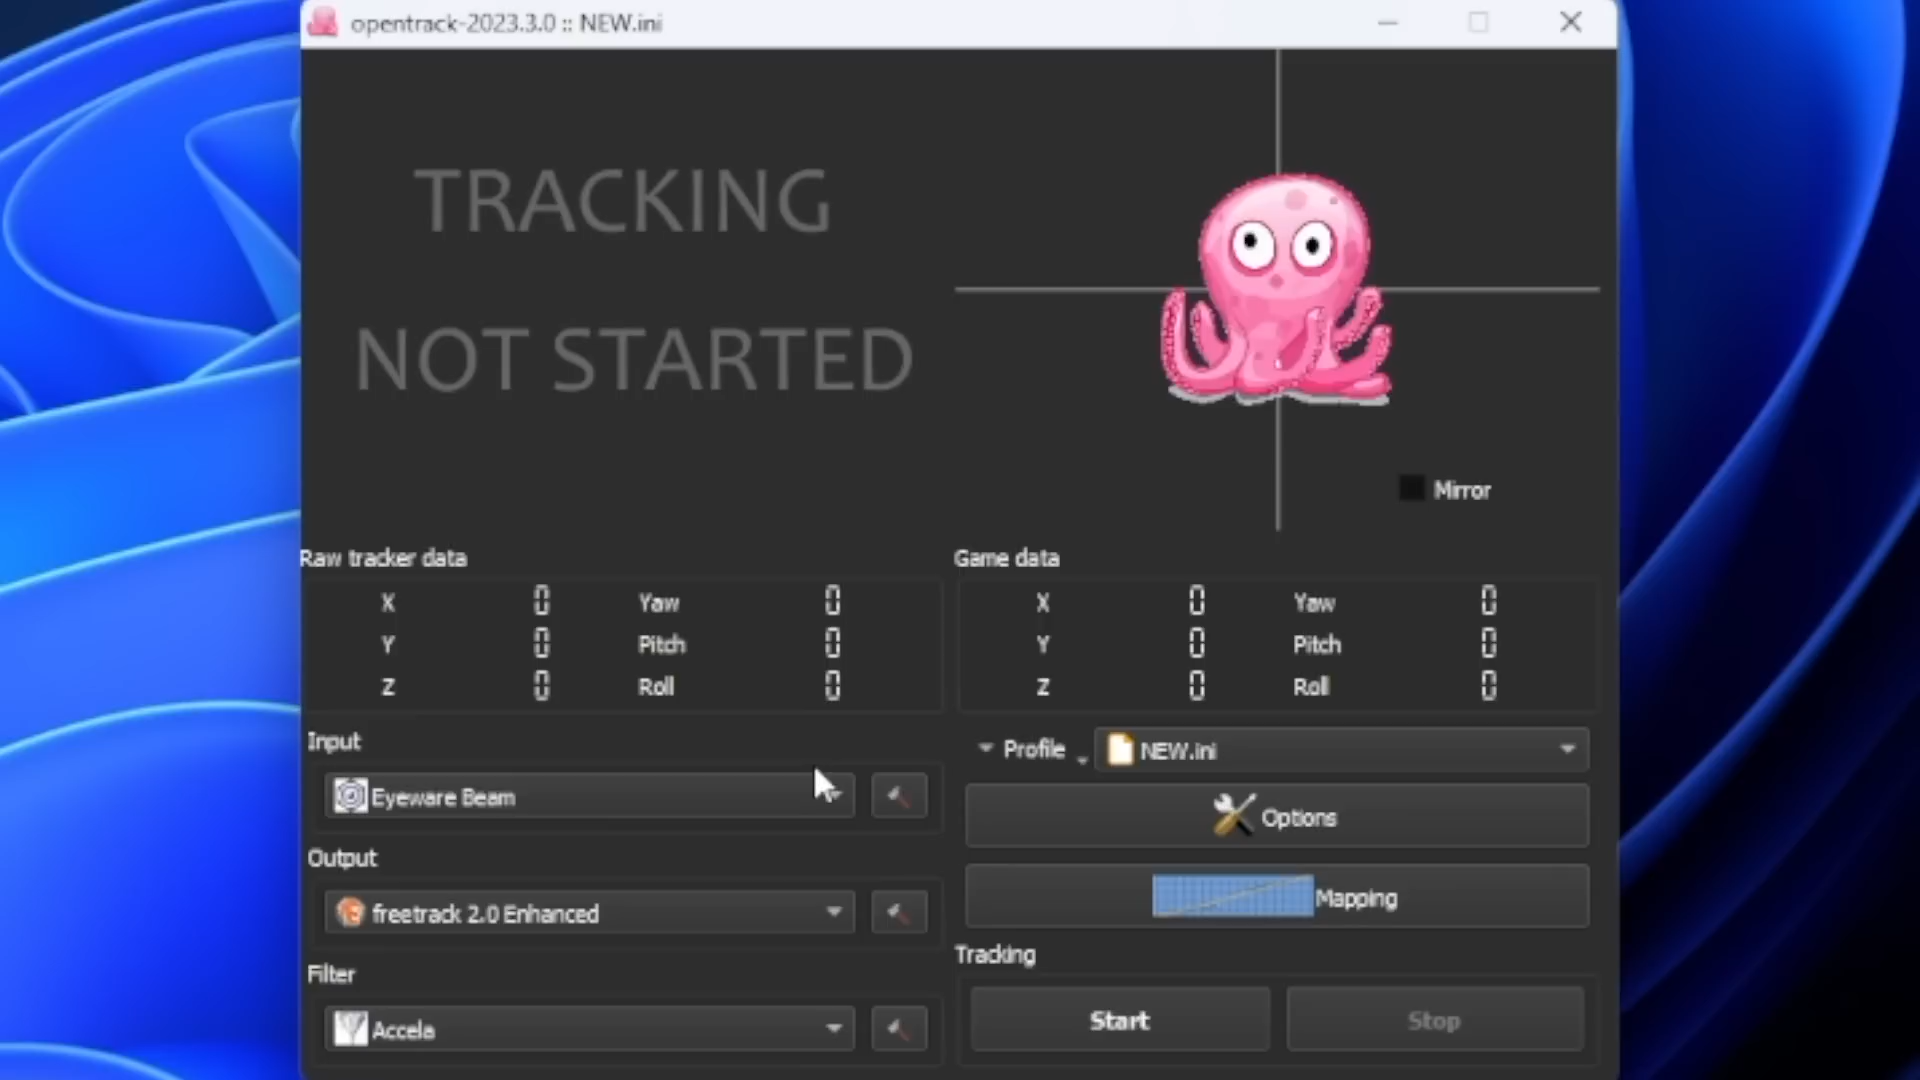 opentrack-2023.3.0 :: NEW.ini
TRACKING
NOT STARTED
Mirror
Raw tracker data
X 0 Yaw 0
Y 0 Pitch 0
Z 0 Roll 0
Game data
X 0 Yaw 0
Y 0 Pitch 0
Z 0 Roll 0
Input
Eyeware Beam
Output
freetrack 2.0 Enhanced
Filter
Accela
Profile NEW.ini
Options
Mapping
Tracking
Start Stop